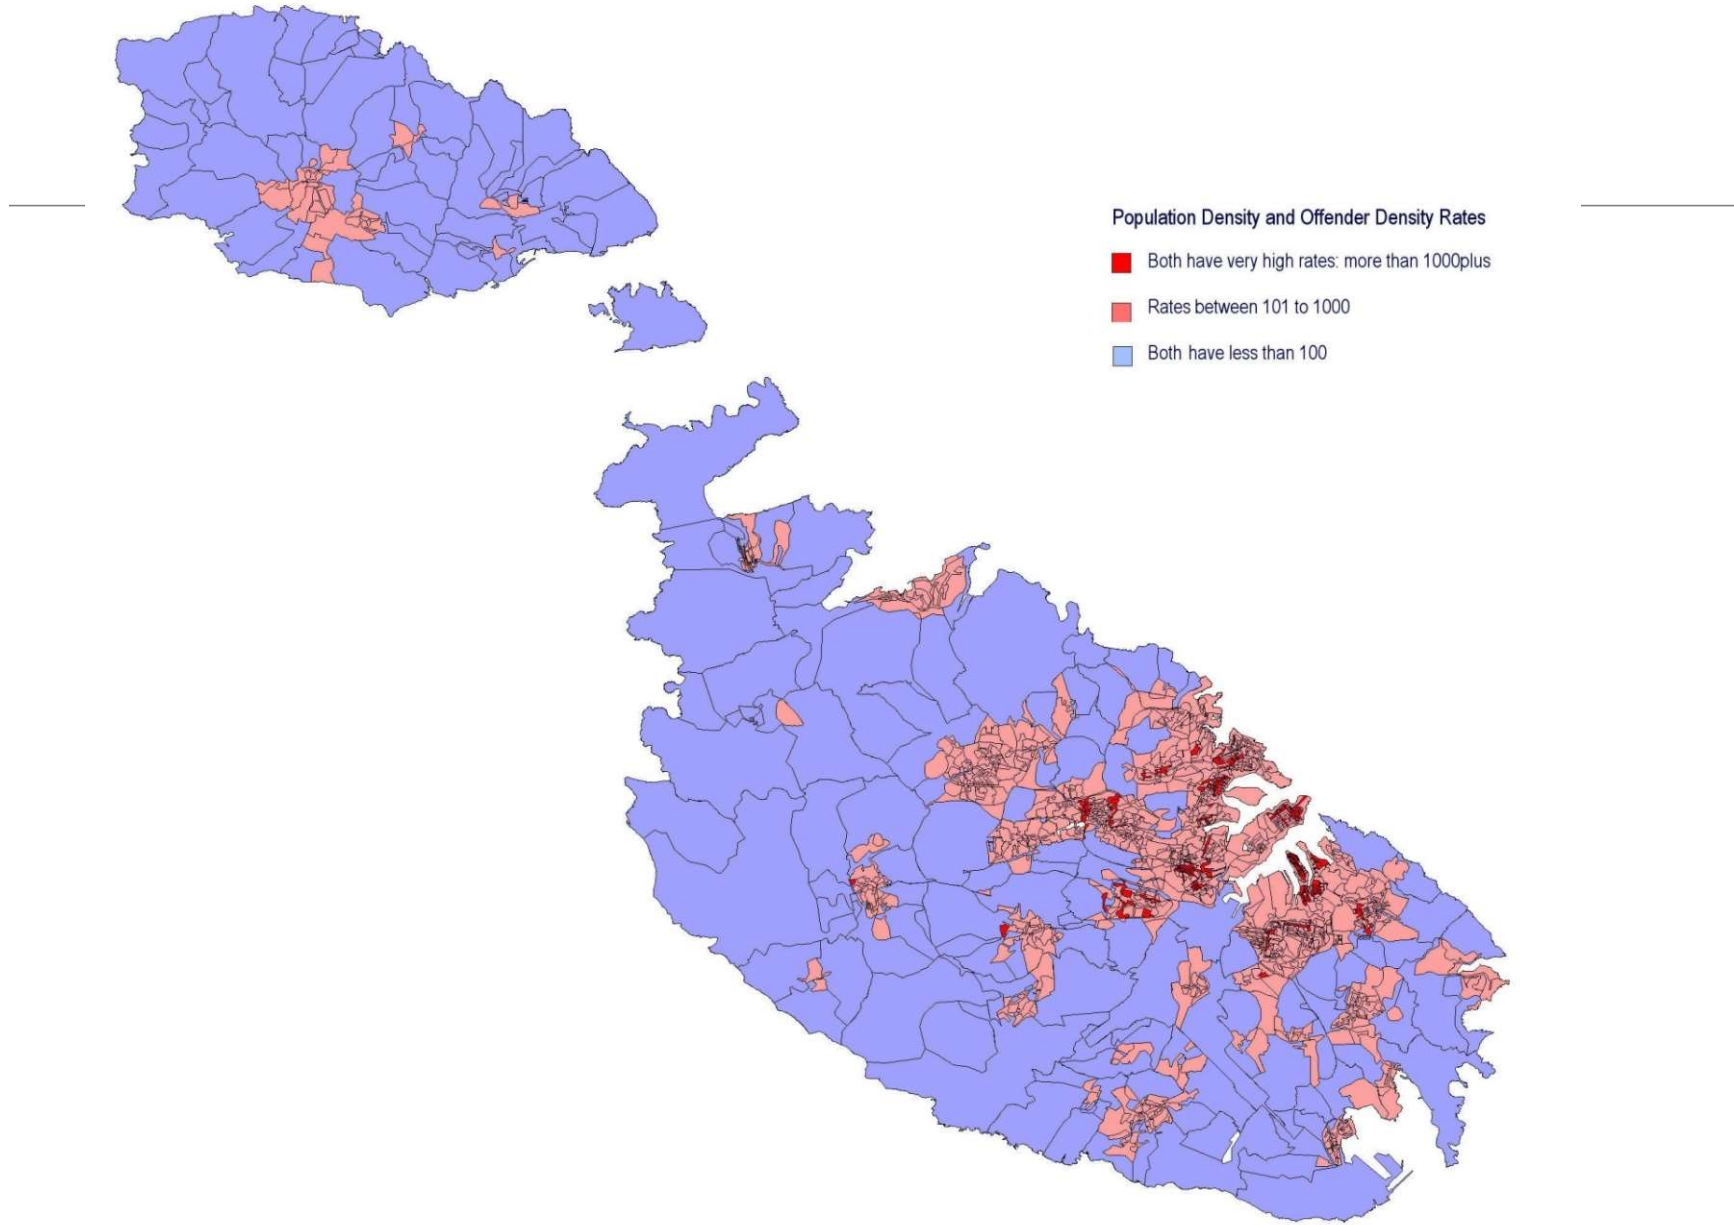 Population Density and Offender Density Rates
Both have very high rates: more than 1000plus
Rates between 101 to 1000
Both have less than 100